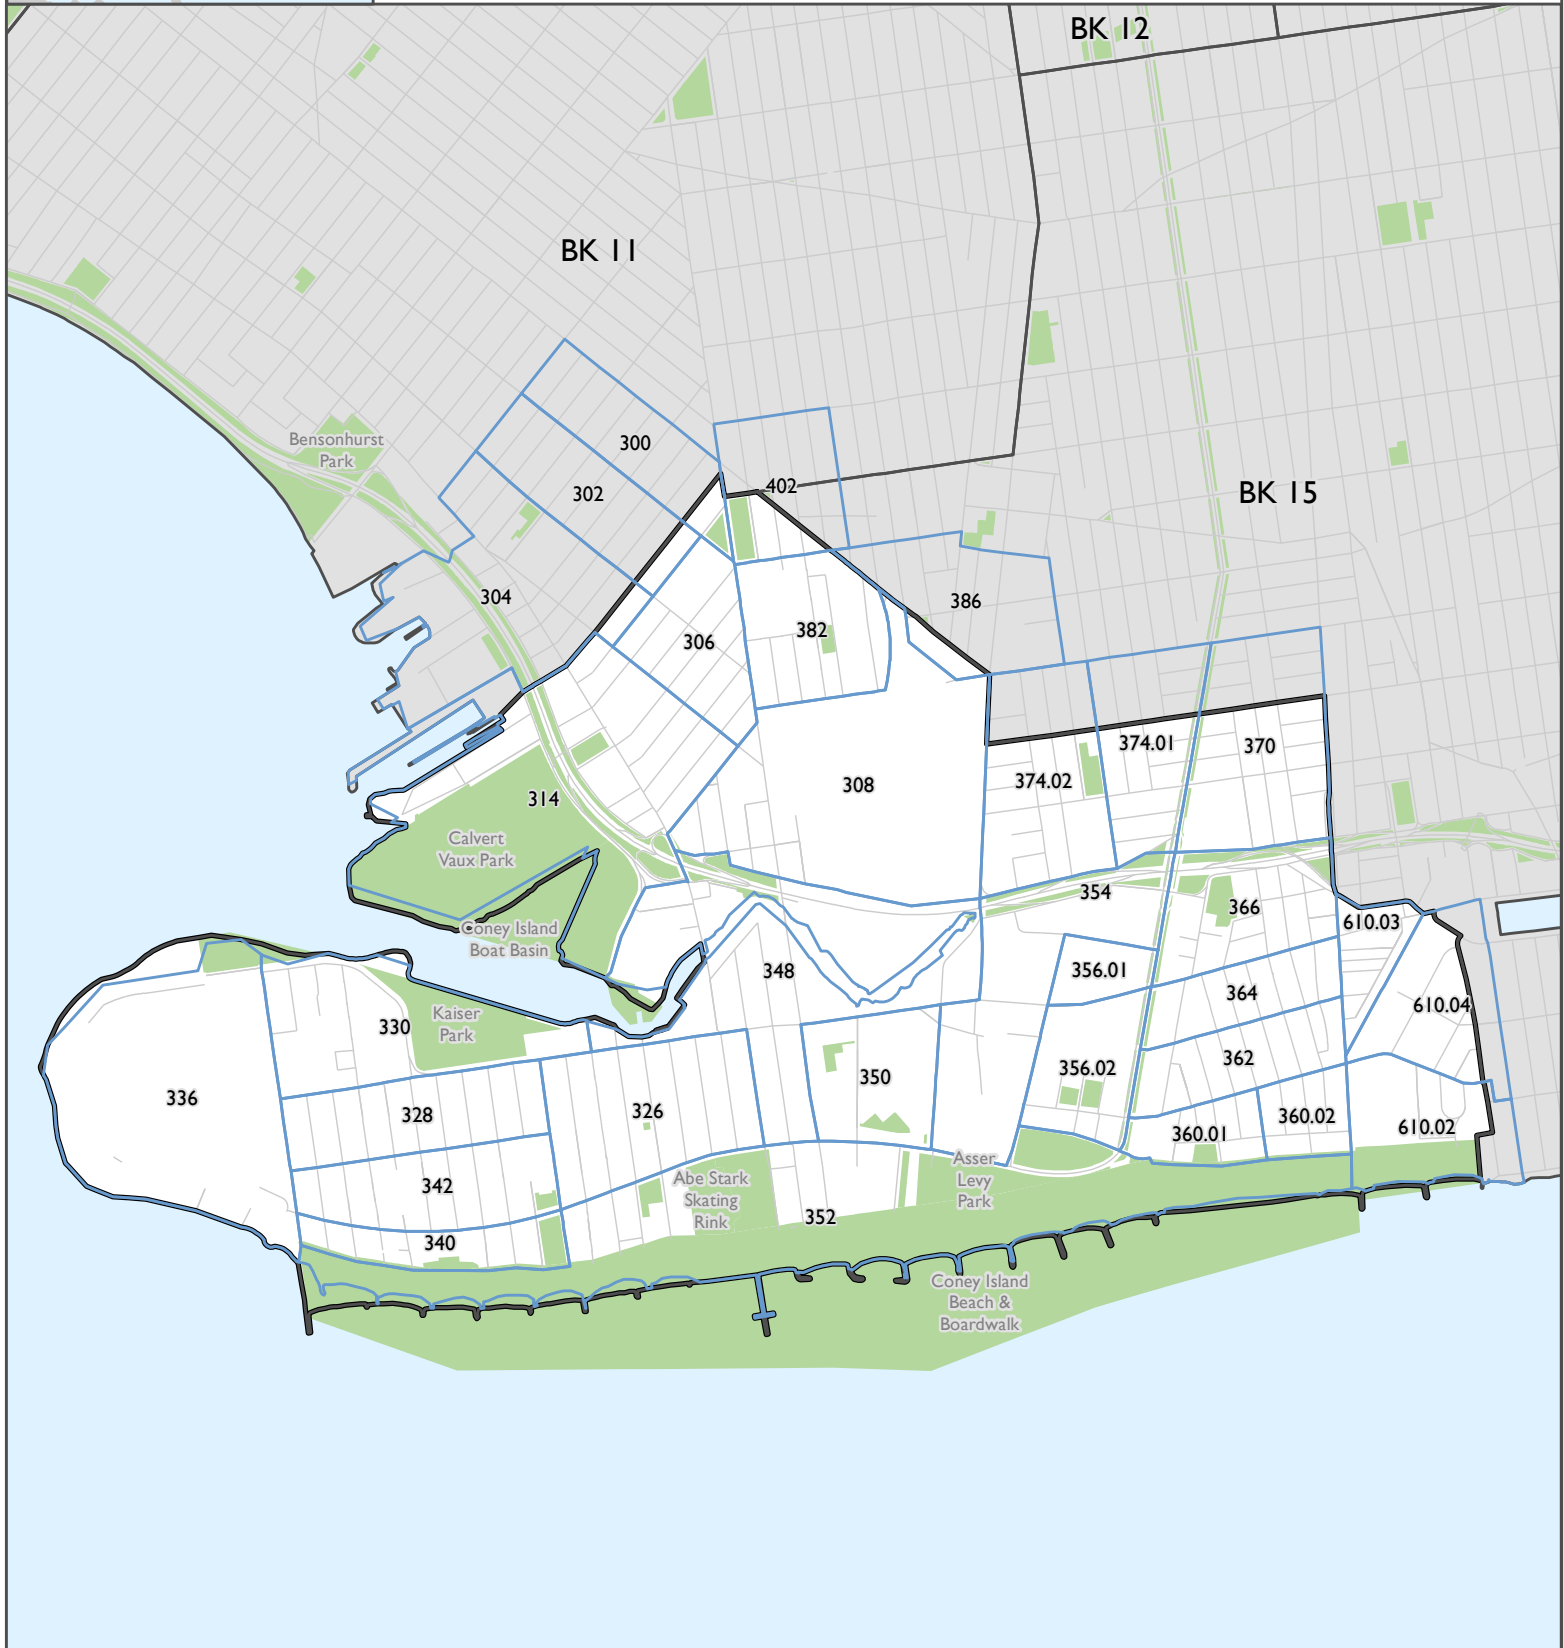 BK 12
BK 11
Bensonhurst
Park
300
402
302
BK 15
304
386
306
382
374.01
370
308
374.02
314
Calvert
Vaux Park
354
366
610.03
Coney Island
Boat Basin
348
356.01
364
610.04
Kaiser
Park
330
362
356.02
350
336
328
326
360.02
360.01
610.02
Asser
Levy
Park
342
Abe Stark
Skating
Rink
352
340
Coney Island
Beach &
Boardwalk